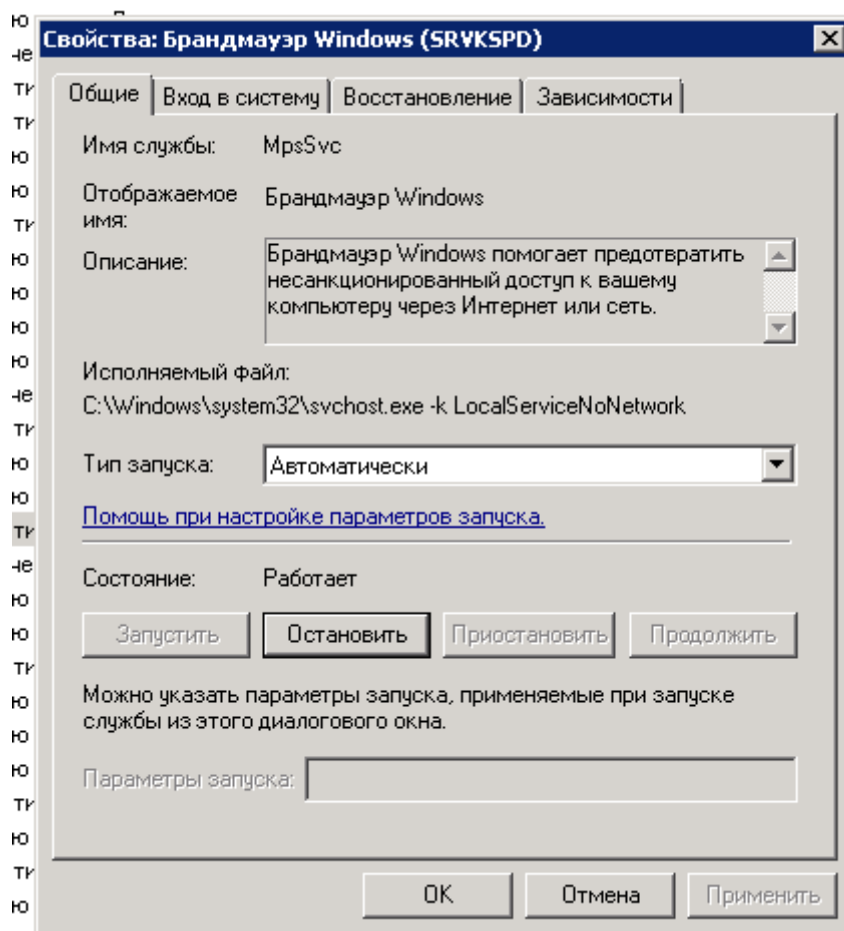 Свойства: Брандмауэр Windows (SRVKSPD)
Общие Вход в систему Восстановление Зависимости
Имя службы: MpsSvc
Отображаемое имя: Брандмауэр Windows
Описание: Брандмауэр Windows помогает предотвратить
несанкционированный доступ к вашему
компьютеру через Интернет или сеть.
Исполняемый файл:
C:\Windows\system32\svchost.exe -k LocalServiceNoNetwork
Тип запуска: Автоматически
Помощь при настройке параметров запуска.
Состояние: Работает
Запустить Остановить Приостановить Продолжить
Можно указать параметры запуска, применяемые при запуске
службы из этого диалогового окна.
Параметры запуска:
OK Отмена Применить